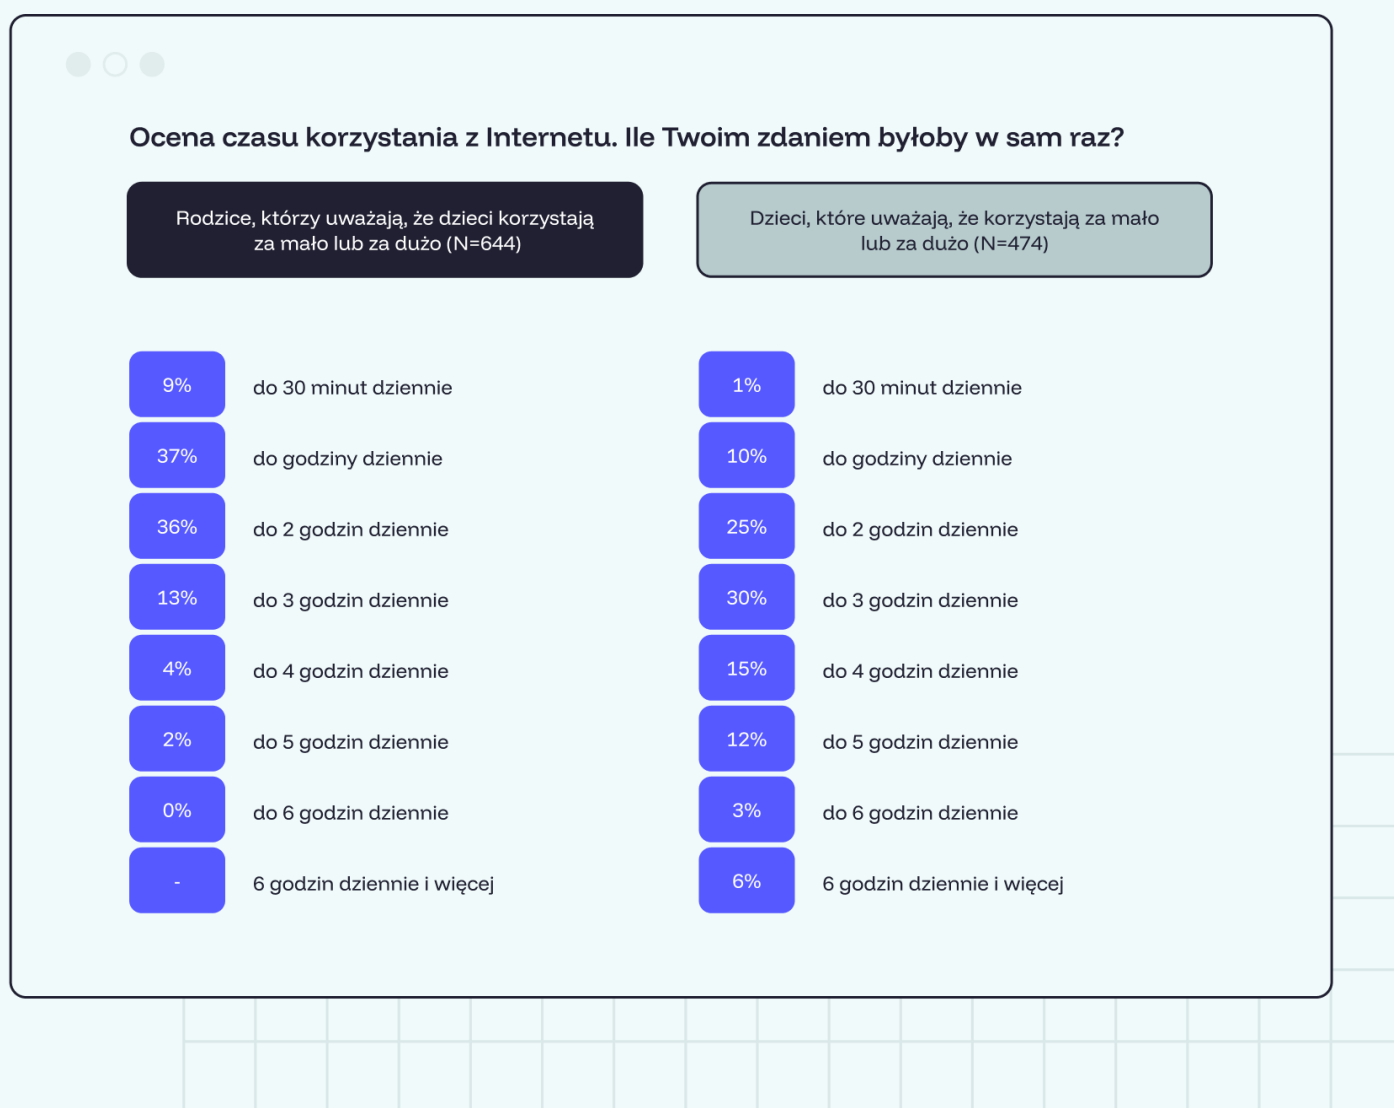 Ocena czasu korzystania z Internetu. Ile Twoim zdaniem byłoby w sam raz?
Rodzice, którzy uważają, że dzieci korzystają
za mało lub za dużo (N=644)
9% do 30 minut dziennie
37% do godziny dziennie
36% do 2 godzin dziennie
13% do 3 godzin dziennie
4% do 4 godzin dziennie
2% do 5 godzin dziennie
0% do 6 godzin dziennie
- 6 godzin dziennie i więcej
Dzieci, które uważają, że korzystają za mało
lub za dużo (N=474)
1% do 30 minut dziennie
10% do godziny dziennie
25% do 2 godzin dziennie
30% do 3 godzin dziennie
15% do 4 godzin dziennie
12% do 5 godzin dziennie
3% do 6 godzin dziennie
6% 6 godzin dziennie i więcej